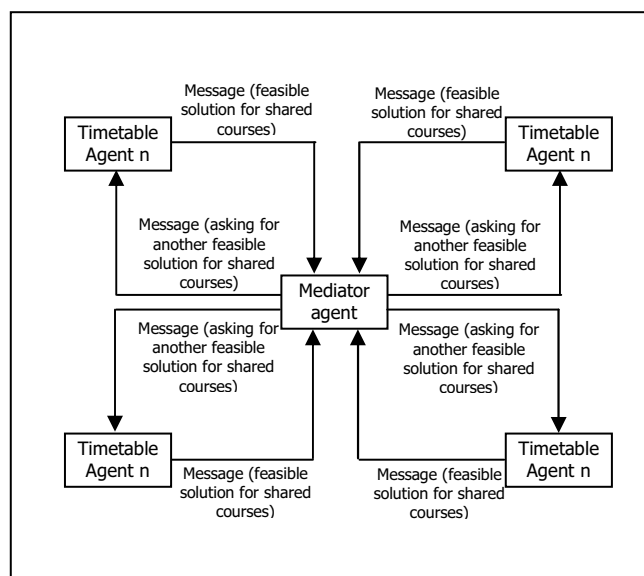 Message (feasible
solution for shared
courses)
Message (feasible
solution for shared
courses)
Timetable
Agent n
Timetable
Agent n
Message (asking for
another feasible
solution for shared
courses)
Message (asking for
another feasible
solution for shared
courses)
Mediator
agent
Message (asking for
another feasible
solution for shared
courses)
Message (asking for
another feasible
solution for shared
courses)
Timetable
Agent n
Timetable
Agent n
Message (feasible
solution for shared
courses)
Message (feasible
solution for shared
courses)